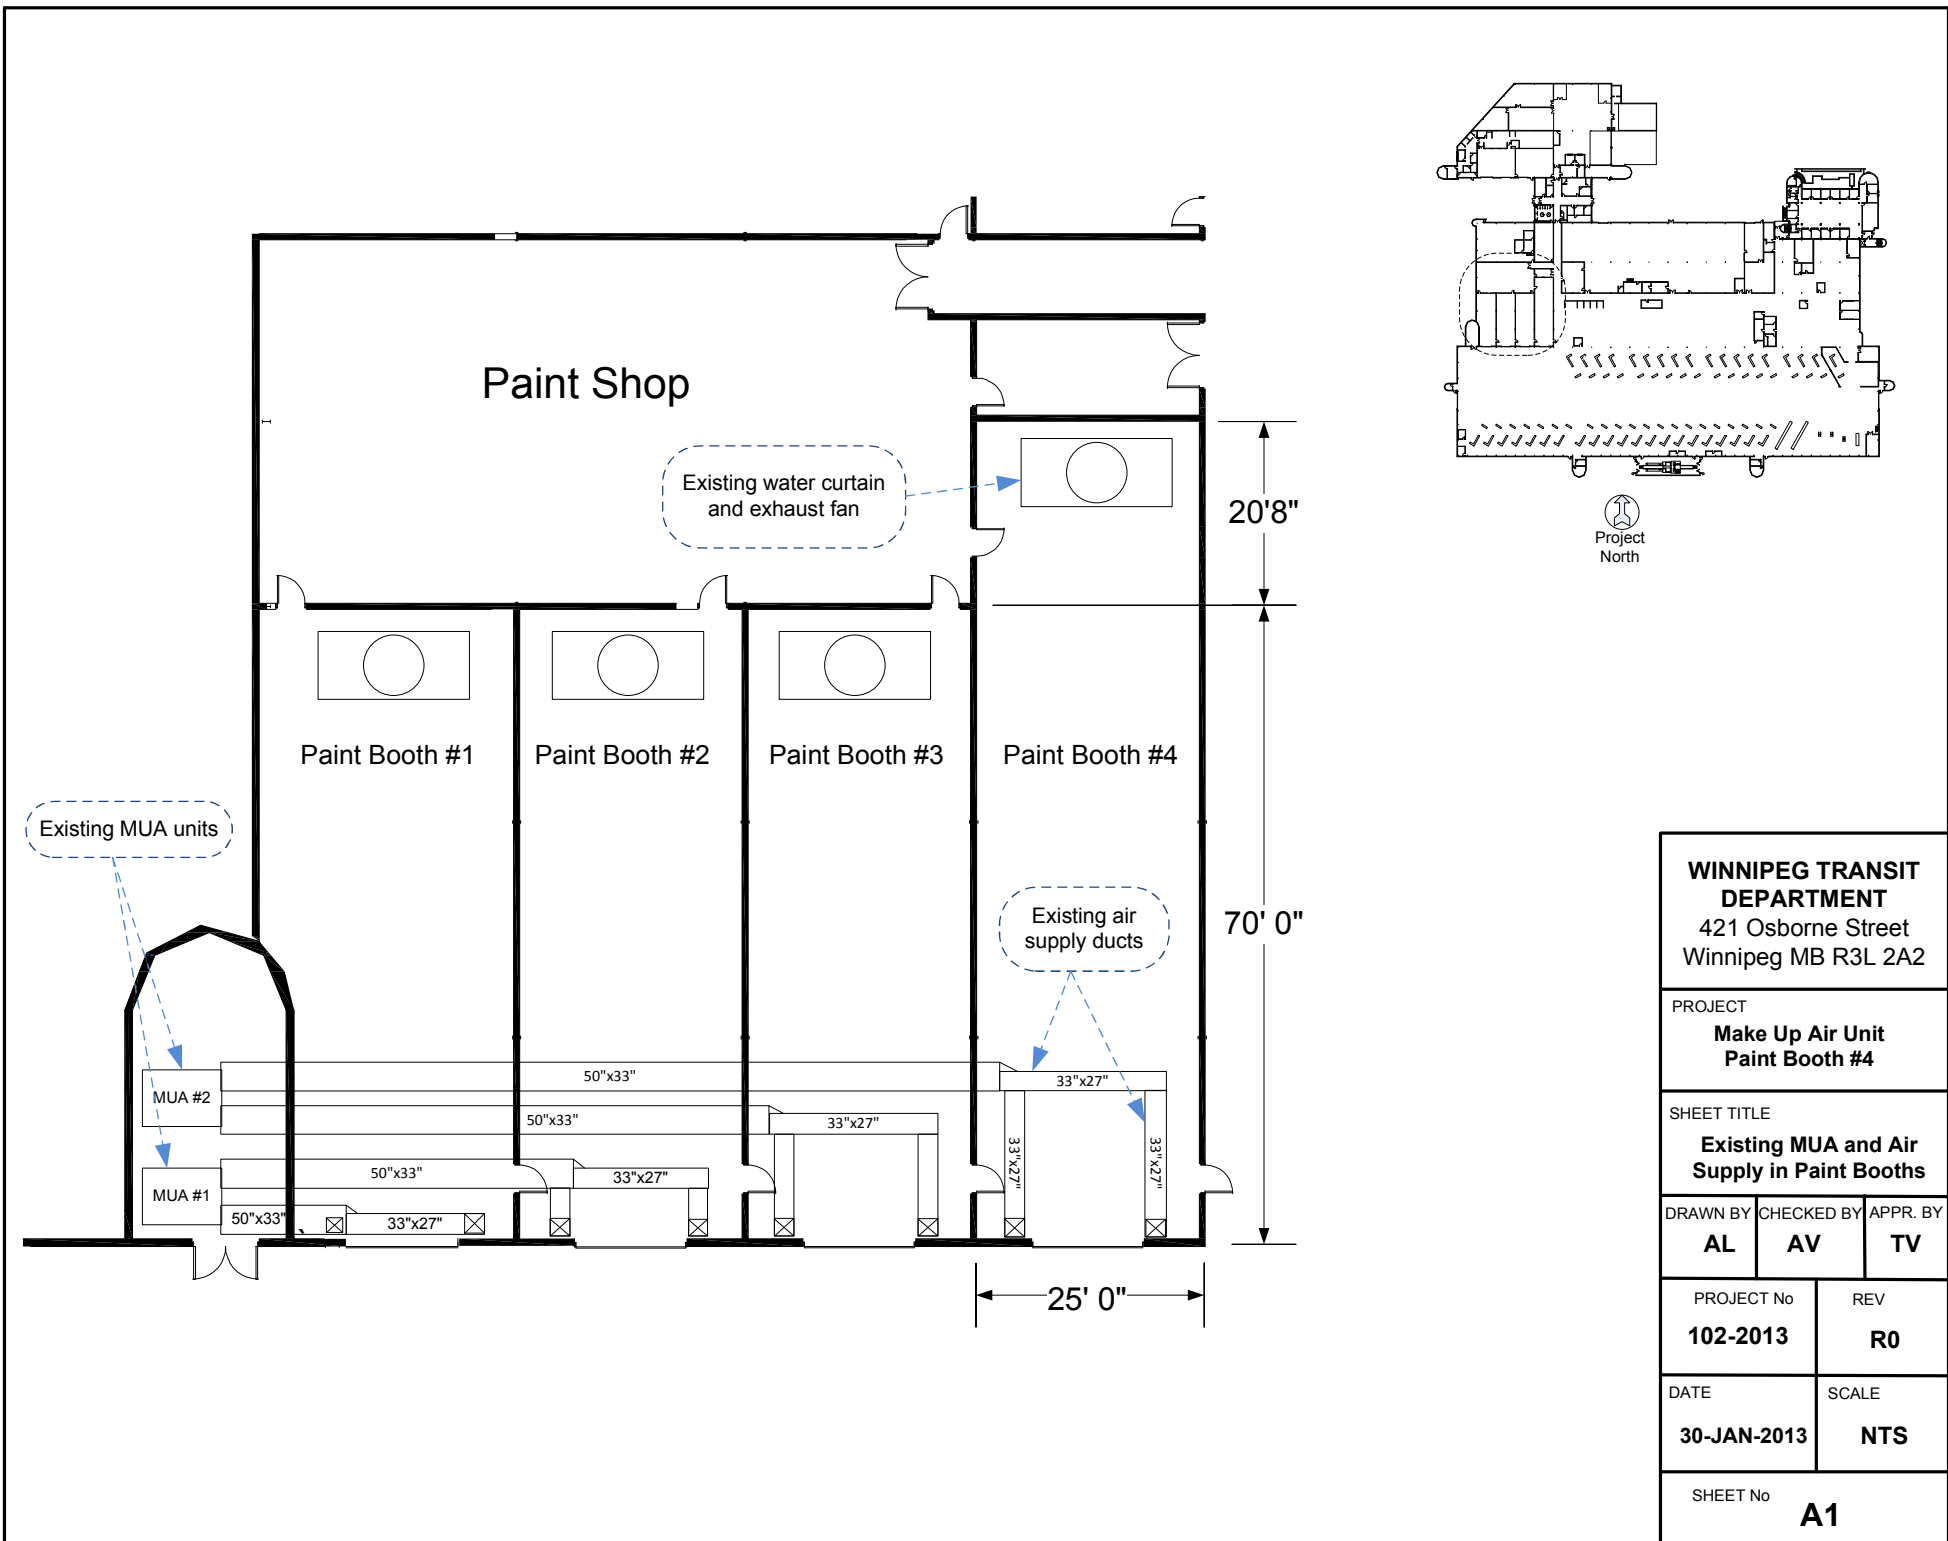 Paint Shop
Existing water curtain
and exhaust fan
20'8"
Project
North
Paint Booth #1
Paint Booth #2
Paint Booth #3
Paint Booth #4
Existing MUA units
Existing air
supply ducts
70' 0"
MUA #2
50"x33"
33"x27"
50"x33"
33"x27"
33"x27"
33"x27"
MUA #1
50"x33"
33"x27"
50"x33"
33"x27"
25' 0"
WINNIPEG TRANSIT
DEPARTMENT
421 Osborne Street
Winnipeg MB R3L 2A2
PROJECT
Make Up Air Unit
Paint Booth #4
SHEET TITLE
Existing MUA and Air
Supply in Paint Booths
DRAWN BY CHECKED BY APPR. BY
AL AV TV
PROJECT No REV
102-2013 R0
DATE SCALE
30-JAN-2013 NTS
SHEET No
A1